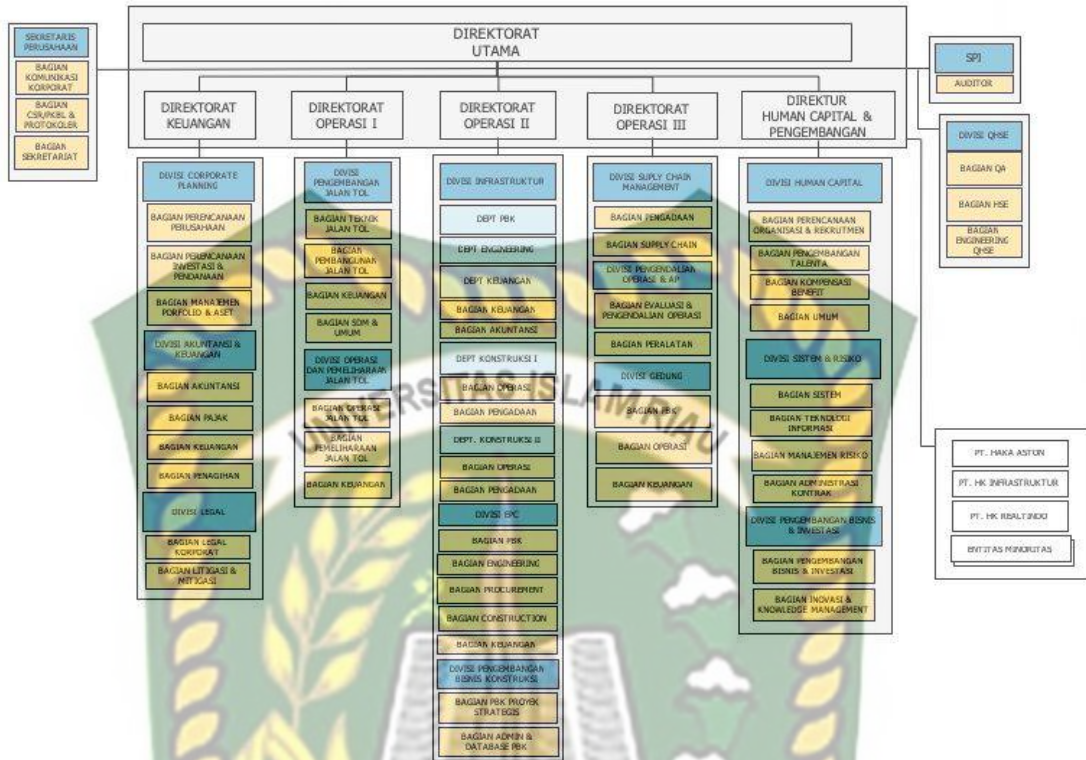 DIREKTORAT
UTAMA
SEKRETARIS
PERUSAHAAN
BAGIAN
KOMUNIKASI
KORPORAT
BAGIAN
CSR/PKBL &
PROTOKOLER
BAGIAN
SEKRETARIAT
SPI
AUDITOR
DIVISI QHSE
BAGIAN QA
BAGIAN HSE
BAGIAN
ENGINEERING
QHSE
DIREKTORAT
KEUANGAN
DIREKTORAT
OPERASI I
DIREKTORAT
OPERASI II
DIREKTORAT
OPERASI III
DIREKTUR
HUMAN CAPITAL &
PENGEMBANGAN
DIVISI CORPORATE
PLANNING
BAGIAN PERENCANAAN
PERUSAHAAN
BAGIAN PERENCANAAN
INVESTASI &
PENDANAAN
BAGIAN MANAJEMEN
PORFOLIO & ASET
DIVISI AKUNTANSI &
KEUANGAN
BAGIAN AKUNTANSI
BAGIAN PAJAK
BAGIAN KEUANGAN
BAGIAN PENAGIHAN
DIVISI LEGAL
BAGIAN LEGAL
KORPORAT
BAGIAN LITIGASI &
MITIGASI
DIVISI
PENGEMBANGAN
JALAN TOL
BAGIAN TEKNIK
JALAN TOL
BAGIAN
PEMBANGUNAN
JALAN TOL
BAGIAN KEUANGAN
BAGIAN SDM &
UMUM
DIVISI OPERASI
DAN PEMELIHARAAN
JALAN TOL
BAGIAN OPERASI
JALAN TOL
BAGIAN
PEMELIHARAAN
JALAN TOL
BAGIAN KEUANGAN
DIVISI INFRASTRUKTUR
DEPT PBK
DEPT ENGINEERING
DEPT KEUANGAN
BAGIAN KEUANGAN
BAGIAN AKUNTANSI
DEPT KONSTRUKSI I
BAGIAN OPERASI
BAGIAN PENGADAAN
DEPT. KONSTRUKSI II
BAGIAN OPERASI
BAGIAN PENGADAAN
DIVISI EPC
BAGIAN PBK
BAGIAN ENGINEERING
BAGIAN PROCUREMENT
BAGIAN CONSTRUCTION
BAGIAN KEUANGAN
DIVISI PENGEMBANGAN
BISNIS KONSTRUKSI
BAGIAN PBK PROYEK
STRATEGIS
BAGIAN ADMIN &
DATABASE PBK
DIVISI SUPLY CHAIN
MANAGEMENT
BAGIAN PENGADAAN
BAGIAN SUPPLY CHAIN
DIVISI PENGENDALIAN
OPERASI & AP
BAGIAN EVALUASI &
PENGENDALIAN OPERASI
BAGIAN PERALATAN
DIVISI GEDUNG
BAGIAN PBK
BAGIAN OPERASI
BAGIAN KEUANGAN
DIVISI HUMAN CAPITAL
BAGIAN PERENCANAAN
ORGANISASI & REKRUTMEN
BAGIAN PENGEMBANGAN
TALENTA
BAGIAN KOMPENSASI
BENEFIT
BAGIAN UMUM
DIVISI SISTEM & RISIKO
BAGIAN SISTEM
BAGIAN TEKNOLOGI
INFORMASI
BAGIAN MANAJEMEN RISIKO
BAGIAN ADMINISTRASI
KONTRAK
DIVISI PENGEMBANGAN BISNIS
& INVESTASI
BAGIAN PENGEMBANGAN
BISNIS & INVESTASI
BAGIAN INOVASI &
KNOWLEDGE MANAGEMENT
PT. HAKA ASTON
PT. HK INFRASTRUKTUR
PT. HK REALTINDO
ENTITAS MINORITAS
UNIVERSITAS ISLAM RIAU